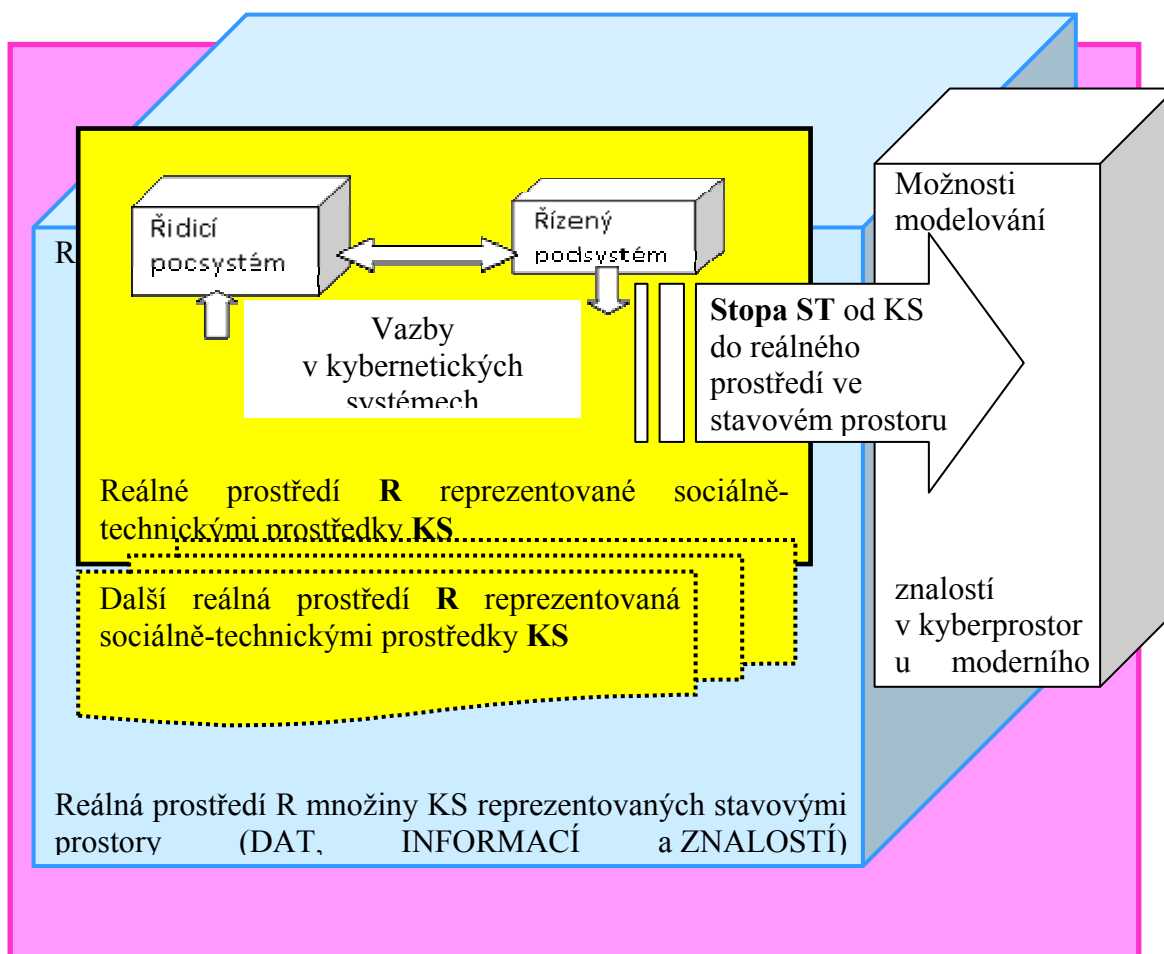 Možnosti
modelování
Řidicí
pocsystém
Řízený
podsystém
R
Vazby
v kybernetických
systémech
Stopa ST od KS
do reálného
prostředí ve
stavovém prostoru
Reálné prostředí R reprezentované sociálně-
technickými prostředky KS
Další reálná prostředí R reprezentovaná
sociálně-technickými prostředky KS
znalostí
v kyberprostor
u moderního
Reálná prostředí R množiny KS reprezentovaných stavovými
prostory (DAT, INFORMACÍ a ZNALOSTÍ)